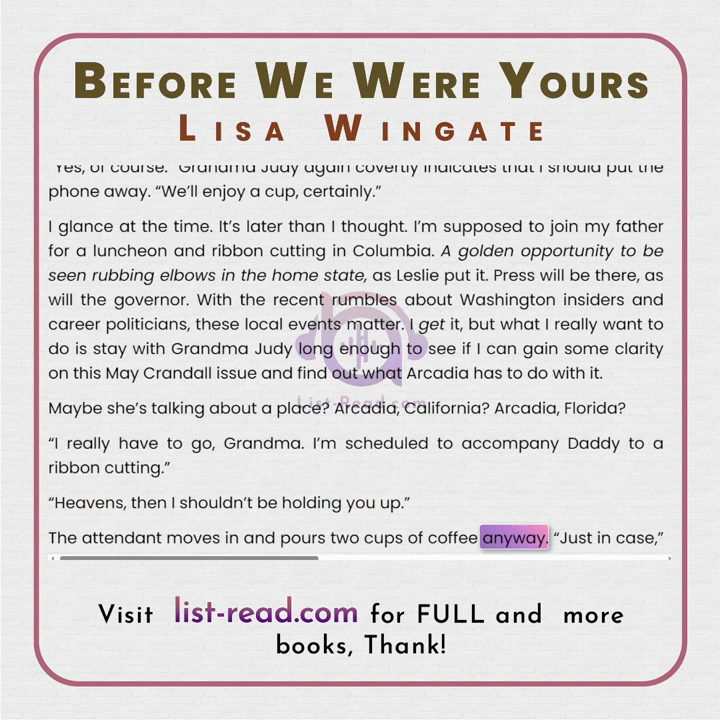 BEFORE WE WERE YOURS
LISA WINGATE
“Yes, of course.” Grandma Judy again covertly indicates that I should put the
phone away. “We’ll enjoy a cup, certainly.”
I glance at the time. It’s later than I thought. I’m supposed to join my father
for a luncheon and ribbon cutting in Columbia. A golden opportunity to be
seen rubbing elbows in the home state, as Leslie put it. Press will be there, as
will the governor. With the recent rumbles about Washington insiders and
career politicians, these local events matter. I get it, but what I really want to
do is stay with Grandma Judy long enough to see if I can gain some clarity
on this May Crandall issue and find out what Arcadia has to do with it.
List-Read.com
Maybe she’s talking about a place? Arcadia, California? Arcadia, Florida?
“I really have to go, Grandma. I’m scheduled to accompany Daddy to a
ribbon cutting.”
“Heavens, then I shouldn’t be holding you up.”
The attendant moves in and pours two cups of coffee anyway. “Just in case,”
Visit list-read.com for FULL and more
books, Thank!